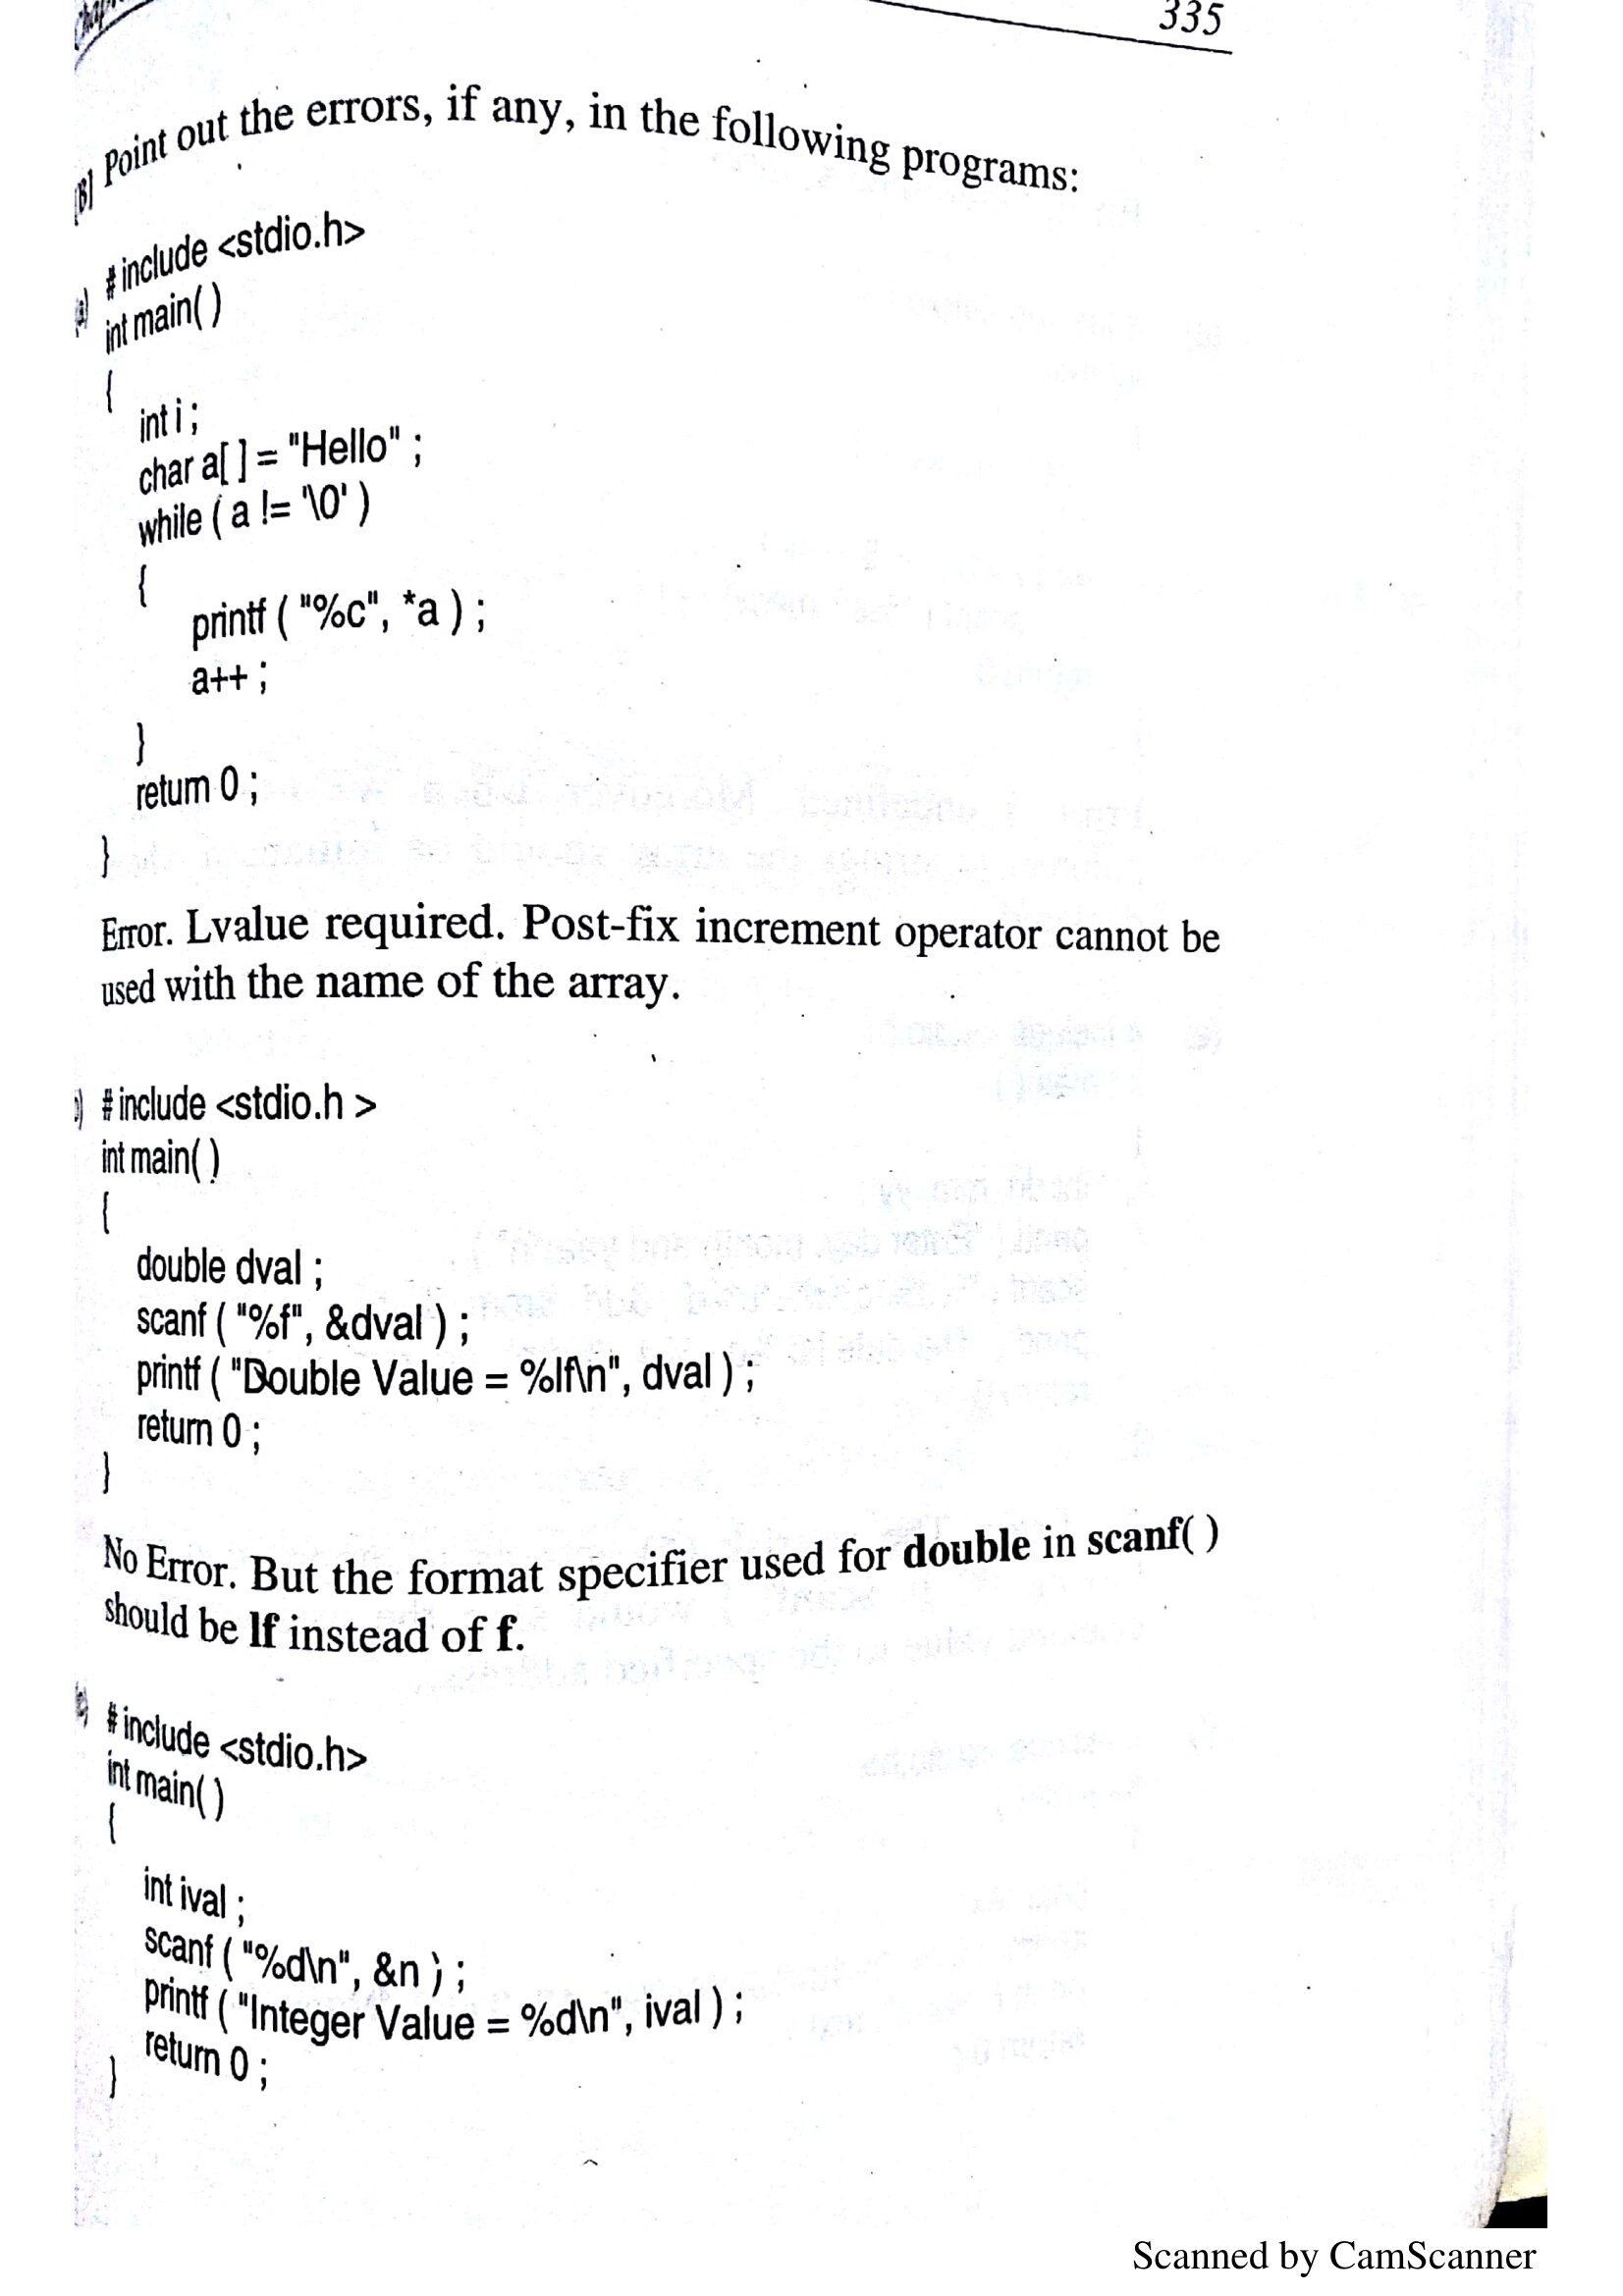 335
[B] Point out the errors, if any, in the following programs:
(a) # include <stdio.h>
int main( )
{
int i ;
char a[ ] = "Hello" ;
while ( a != '\0' )
{
printf ( "%c", *a ) ;
a++ ;
}
return 0 ;
}
Error. Lvalue required. Post-fix increment operator cannot be
used with the name of the array.
) # include <stdio.h >
int main( )
{
double dval ;
scanf ( "%f", &dval ) ;
printf ( "Double Value = %lf\n", dval ) ;
return 0 ;
}
No Error. But the format specifier used for double in scanf( )
should be lf instead of f.
# include <stdio.h>
int main( )
{
int ival ;
scanf ( "%d\n", &n ) ;
printf ( "Integer Value = %d\n", ival ) ;
return 0 ;
}
Scanned by CamScanner